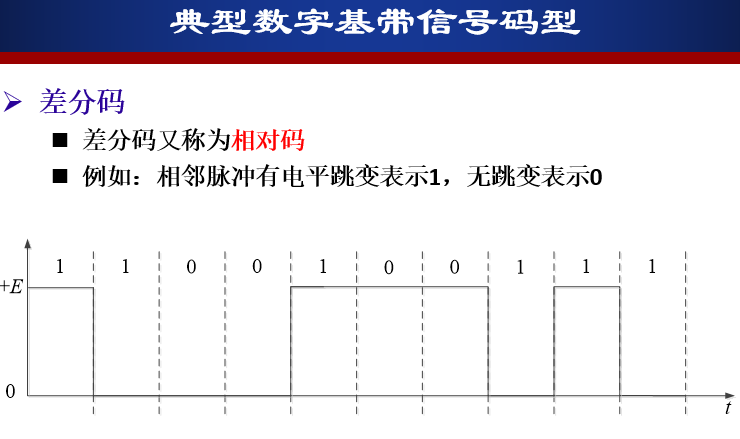 典型数字基带信号码型
差分码
差分码又称为相对码
例如：相邻脉冲有电平跳变表示1，无跳变表示0
1 1 0 0 1 0 0 1 1 1
+E
0
t